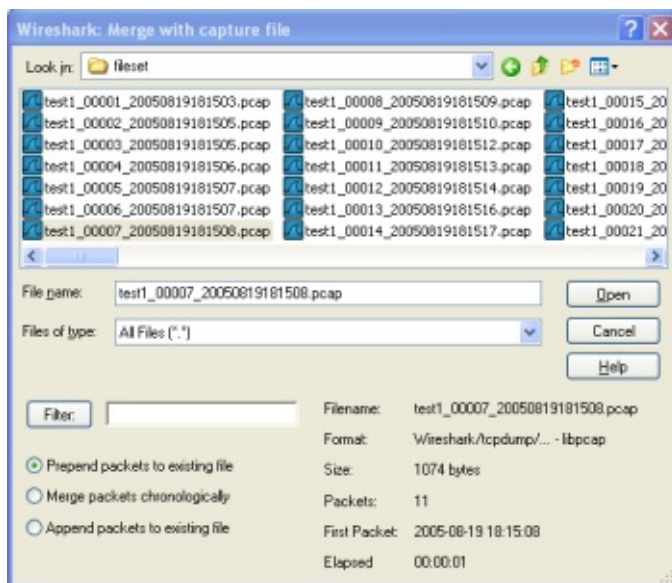 Wireshark: Merge with capture file
Look in: fileset
test1_00001_20050819181503.pcap test1_00008_20050819181509.pcap test1_00015_20
test1_00002_20050819181505.pcap test1_00009_20050819181510.pcap test1_00016_20
test1_00003_20050819181505.pcap test1_00010_20050819181512.pcap test1_00017_20
test1_00004_20050819181506.pcap test1_00011_20050819181513.pcap test1_00018_20
test1_00005_20050819181507.pcap test1_00012_20050819181514.pcap test1_00019_20
test1_00006_20050819181507.pcap test1_00013_20050819181516.pcap test1_00020_20
test1_00007_20050819181508.pcap test1_00014_20050819181517.pcap test1_00021_20
File name: test1_00007_20050819181508.pcap Open
Files of type: All Files (*.*) Cancel
Help
Filter:
Prepend packets to existing file
Merge packets chronologically
Append packets to existing file
Filename: test1_00007_20050819181508.pcap
Format: Wireshark/tcpdump/... - libpcap
Size: 1074 bytes
Packets: 11
First Packet: 2005-08-19 18:15:08
Elapsed 00:00:01